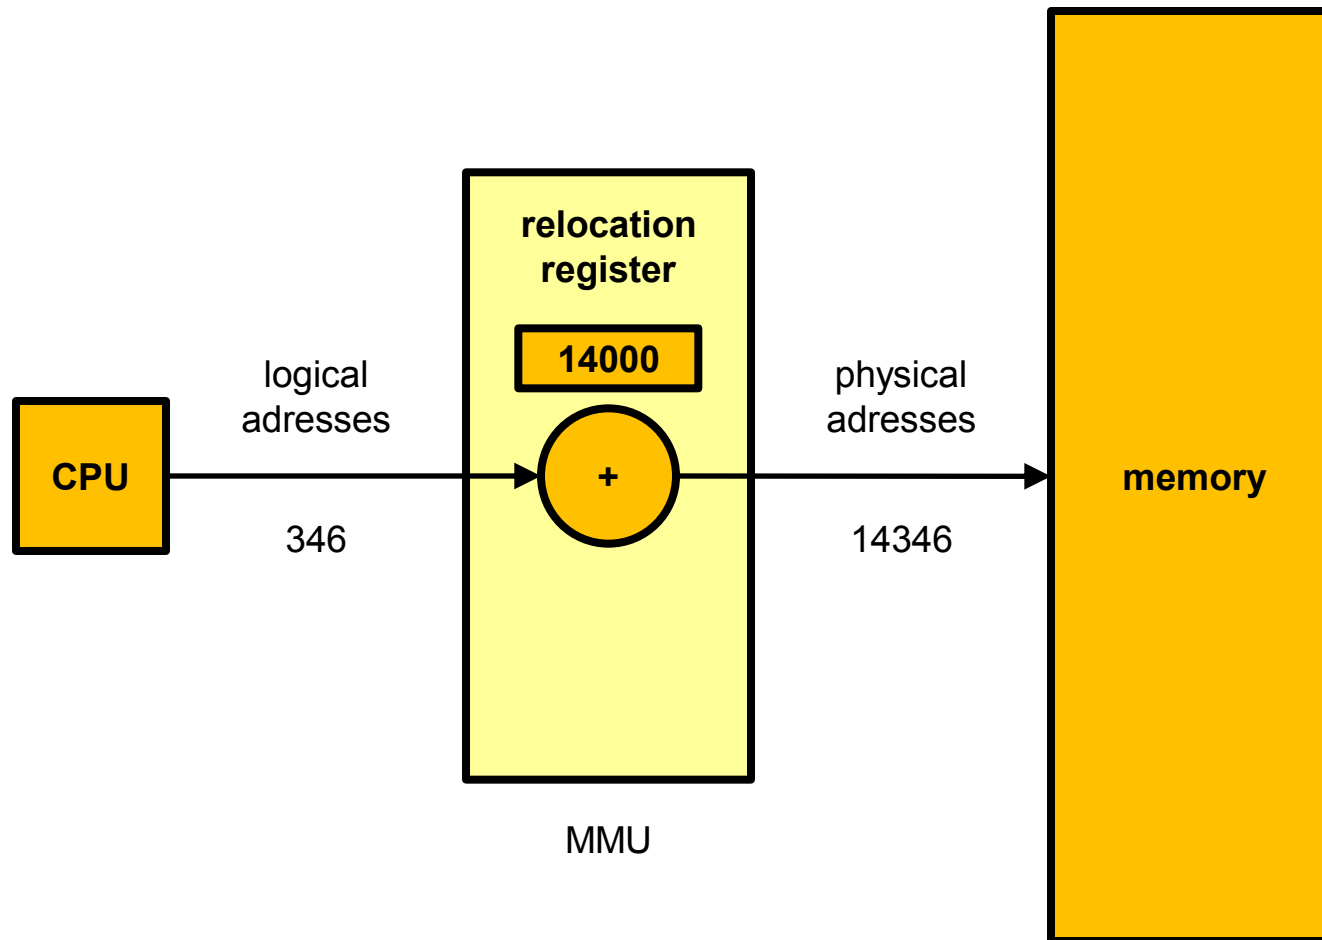 relocation
register
14000
logical
adresses
physical
adresses
CPU
+
memory
346
14346
MMU